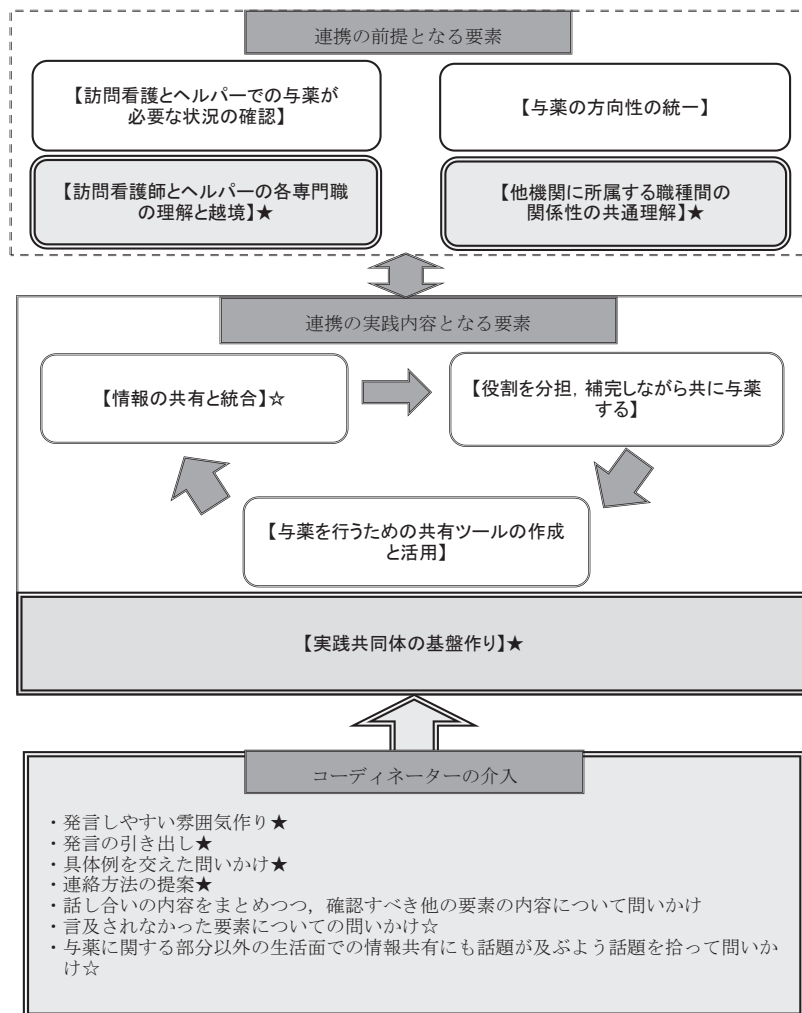 連携の前提となる要素
【訪問看護とヘルパーでの与薬が
必要な状況の確認】
【与薬の方向性の統一】
【訪問看護師とヘルパーの各専門職
の理解と越境】★
【他機関に所属する職種間の
関係性の共通理解】★
連携の実践内容となる要素
【情報の共有と統合】☆
【役割を分担，補完しながら共に与薬
する】
【与薬を行うための共有ツールの作成
と活用】
【実践共同体の基盤作り】★
コーディネーターの介入
・発言しやすい雰囲気作り★
・発言の引き出し★
・具体例を交えた問いかけ★
・連絡方法の提案★
・話し合いの内容をまとめつつ，確認すべき他の要素の内容について問いかけ
・言及されなかった要素についての問いかけ☆
・与薬に関する部分以外の生活面での情報共有にも話題が及ぶよう話題を拾って問いか
け☆